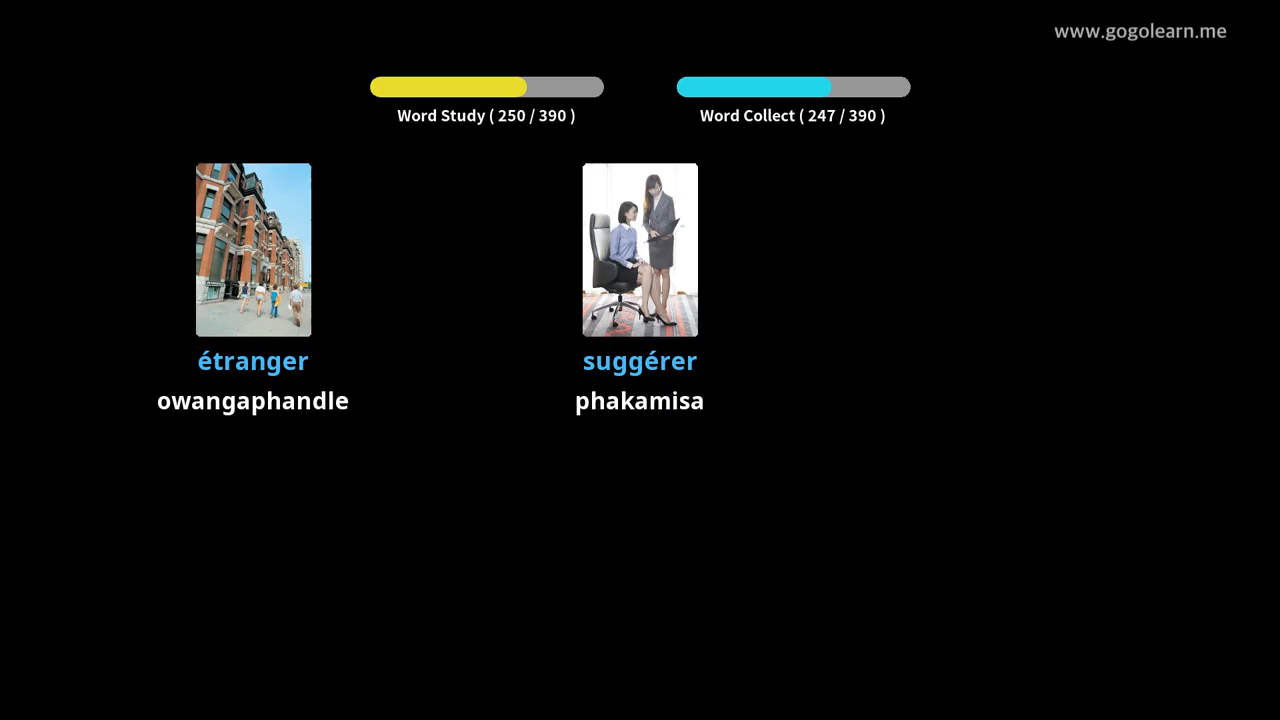 www.gogolearn.me
Word Study ( 250 / 390 )
Word Collect ( 247 / 390 )
étranger
owangaphandle
suggérer
phakamisa